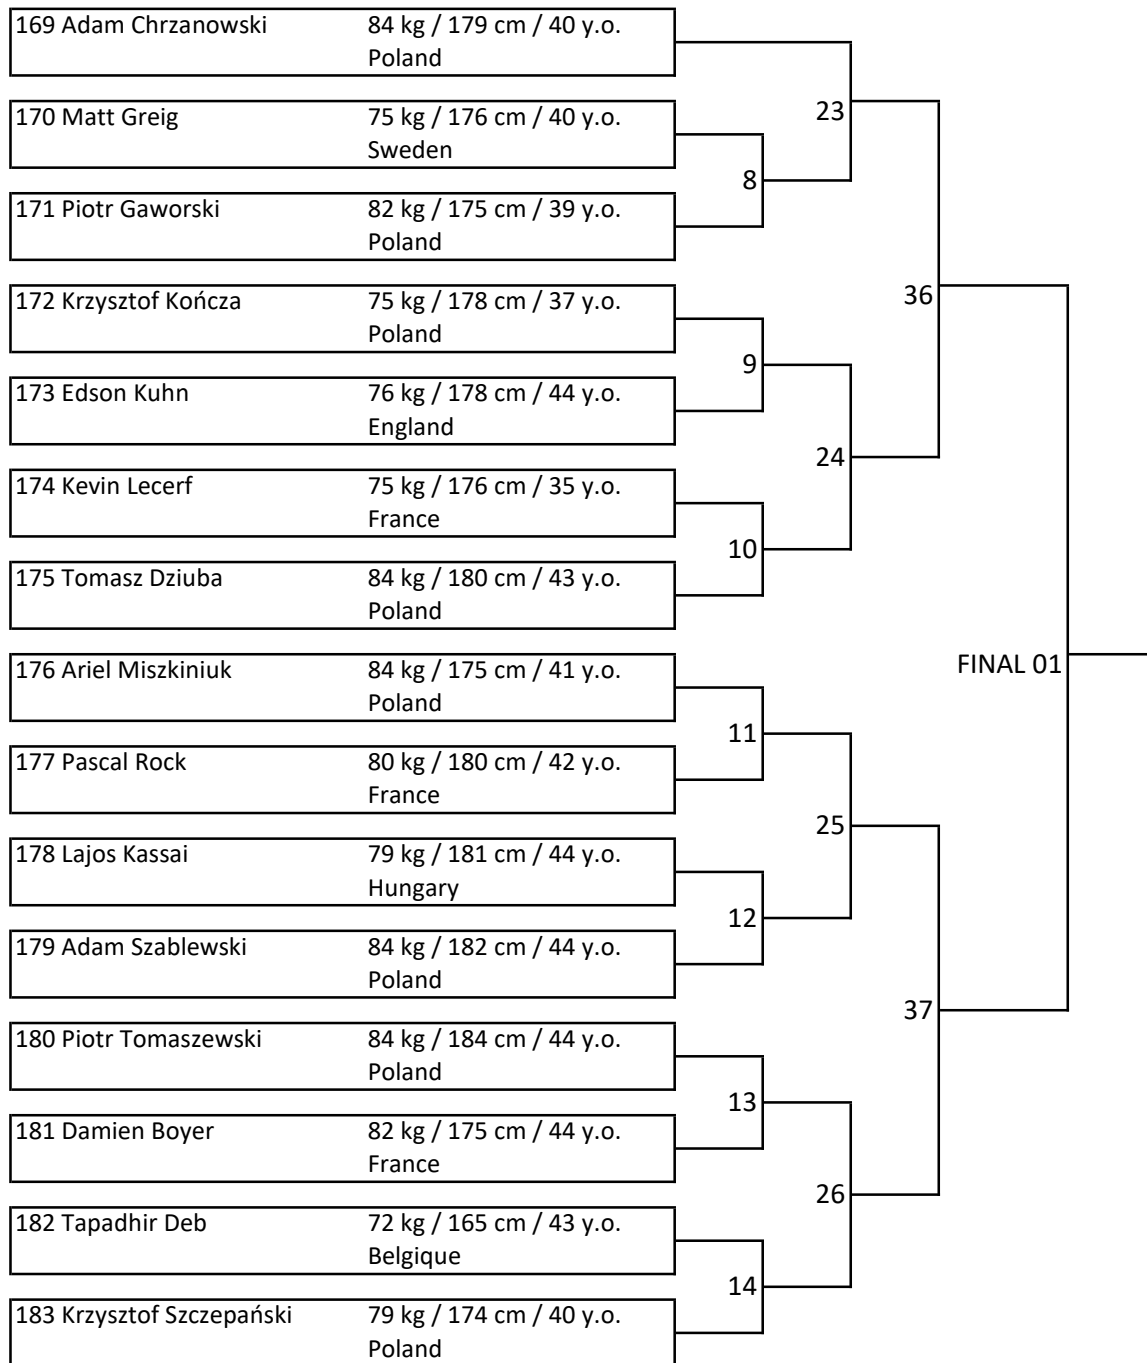 169 Adam Chrzanowski 84 kg / 179 cm / 40 y.o.
Poland
170 Matt Greig 75 kg / 176 cm / 40 y.o.
23
Sweden
8
171 Piotr Gaworski 82 kg / 175 cm / 39 y.o.
Poland
172 Krzysztof Kończa 75 kg / 178 cm / 37 y.o.
36
Poland
9
173 Edson Kuhn 76 kg / 178 cm / 44 y.o.
England
24
174 Kevin Lecerf 75 kg / 176 cm / 35 y.o.
France
10
175 Tomasz Dziuba 84 kg / 180 cm / 43 y.o.
Poland
FINAL 01
176 Ariel Miszkiniuk 84 kg / 175 cm / 41 y.o.
Poland
11
177 Pascal Rock 80 kg / 180 cm / 42 y.o.
France
25
178 Lajos Kassai 79 kg / 181 cm / 44 y.o.
Hungary
12
179 Adam Szablewski 84 kg / 182 cm / 44 y.o.
Poland
37
180 Piotr Tomaszewski 84 kg / 184 cm / 44 y.o.
Poland
13
181 Damien Boyer 82 kg / 175 cm / 44 y.o.
France
26
182 Tapadhir Deb 72 kg / 165 cm / 43 y.o.
Belgique
14
183 Krzysztof Szczepański 79 kg / 174 cm / 40 y.o.
Poland